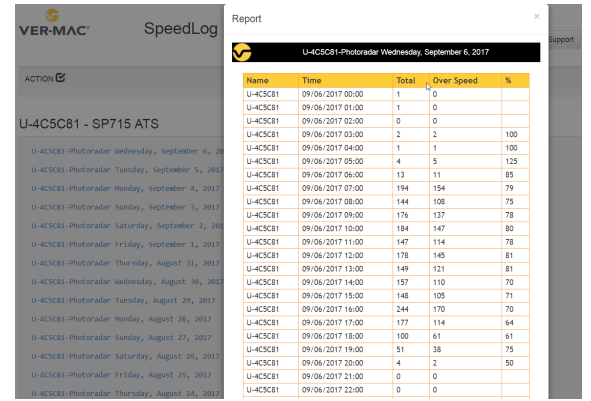 VER-MAC
SpeedLog
Support
ACTION
U-4C5C81 - SP715 ATS
U-4C5C81-Photoradar Wednesday, September 6, 20
U-4C5C81-Photoradar Tuesday, September 5, 2017
U-4C5C81-Photoradar Monday, September 4, 2017
U-4C5C81-Photoradar Sunday, September 3, 2017
U-4C5C81-Photoradar Saturday, September 2, 201
U-4C5C81-Photoradar Friday, September 1, 2017
U-4C5C81-Photoradar Thursday, August 31, 2017
U-4C5C81-Photoradar Wednesday, August 30, 2017
U-4C5C81-Photoradar Tuesday, August 29, 2017
U-4C5C81-Photoradar Monday, August 28, 2017
U-4C5C81-Photoradar Sunday, August 27, 2017
U-4C5C81-Photoradar Saturday, August 26, 2017
U-4C5C81-Photoradar Friday, August 25, 2017
U-4C5C81-Photoradar Thursday, August 24, 2017
Report ×
U-4C5C81-Photoradar Wednesday, September 6, 2017
Name Time Total Over Speed %
U-4C5C81 09/06/2017 00:00 1 0
U-4C5C81 09/06/2017 01:00 1 0
U-4C5C81 09/06/2017 02:00 0 0
U-4C5C81 09/06/2017 03:00 2 2 100
U-4C5C81 09/06/2017 04:00 1 1 100
U-4C5C81 09/06/2017 05:00 4 5 125
U-4C5C81 09/06/2017 06:00 13 11 85
U-4C5C81 09/06/2017 07:00 194 154 79
U-4C5C81 09/06/2017 08:00 144 108 75
U-4C5C81 09/06/2017 09:00 176 137 78
U-4C5C81 09/06/2017 10:00 184 147 80
U-4C5C81 09/06/2017 11:00 147 114 78
U-4C5C81 09/06/2017 12:00 178 145 81
U-4C5C81 09/06/2017 13:00 149 121 81
U-4C5C81 09/06/2017 14:00 157 110 70
U-4C5C81 09/06/2017 15:00 148 105 71
U-4C5C81 09/06/2017 16:00 244 170 70
U-4C5C81 09/06/2017 17:00 177 114 64
U-4C5C81 09/06/2017 18:00 100 61 61
U-4C5C81 09/06/2017 19:00 51 38 75
U-4C5C81 09/06/2017 20:00 4 2 50
U-4C5C81 09/06/2017 21:00 0 0
U-4C5C81 09/06/2017 22:00 0 0